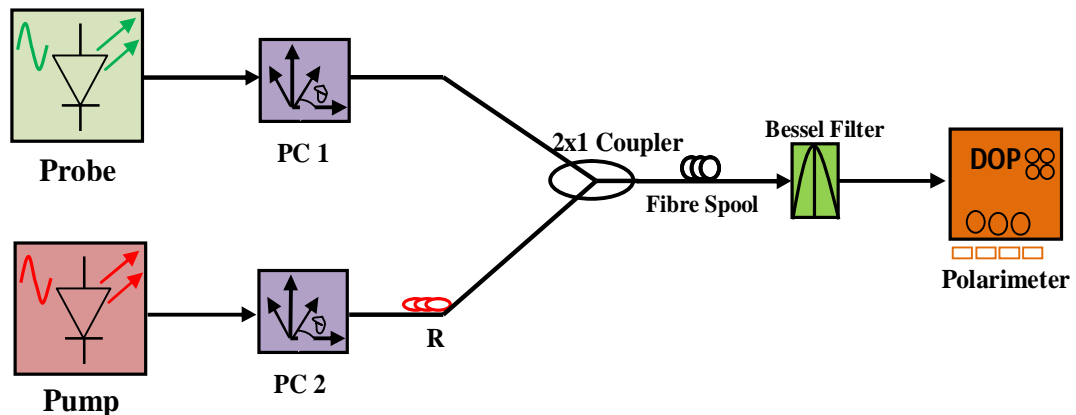 Probe
PC 1
2x1 Coupler
Fibre Spool
Bessel Filter
DOP
Polarimeter
Pump
PC 2
R